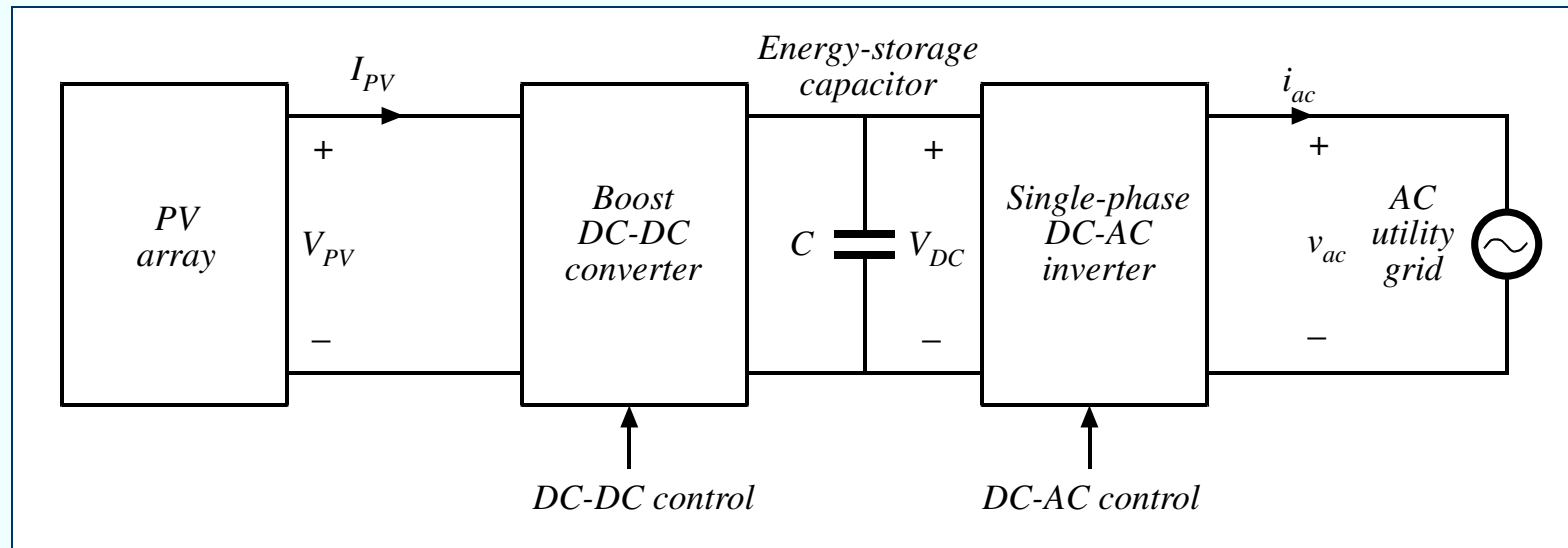 PV
array
I_PV
+
V_PV
–
Boost
DC-DC
converter
DC-DC control
Energy-storage
capacitor
C
+
V_DC
–
Single-phase
DC-AC
inverter
DC-AC control
i_ac
+
v_ac
–
AC
utility
grid